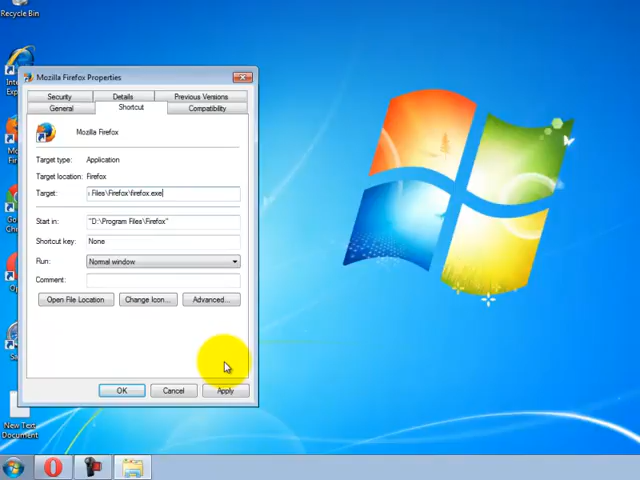 Recycle Bin
Mozilla Firefox Properties
Security Details Previous Versions
General Shortcut Compatibility
Mozilla Firefox
Target type: Application
Target location: Firefox
Target: Files\Firefox\firefox.exe
Start in: "D:\Program Files\Firefox"
Shortcut key: None
Run: Normal window
Comment:
Open File Location Change Icon... Advanced...
OK Cancel Apply
New Text
Document